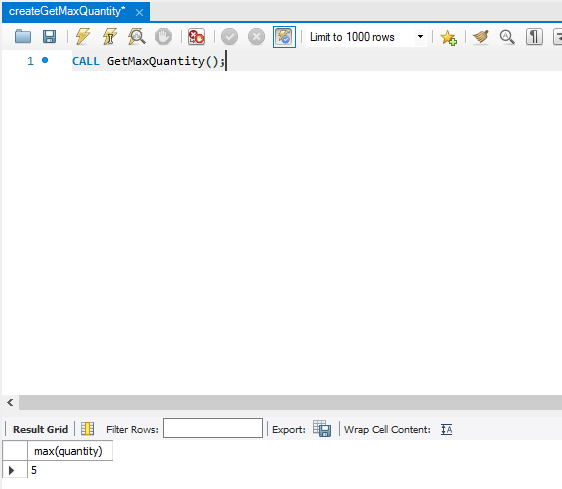 createGetMaxQuantity*
Limit to 1000 rows
1 CALL GetMaxQuantity();
Result Grid Filter Rows: Export: Wrap Cell Content:
max(quantity)
5